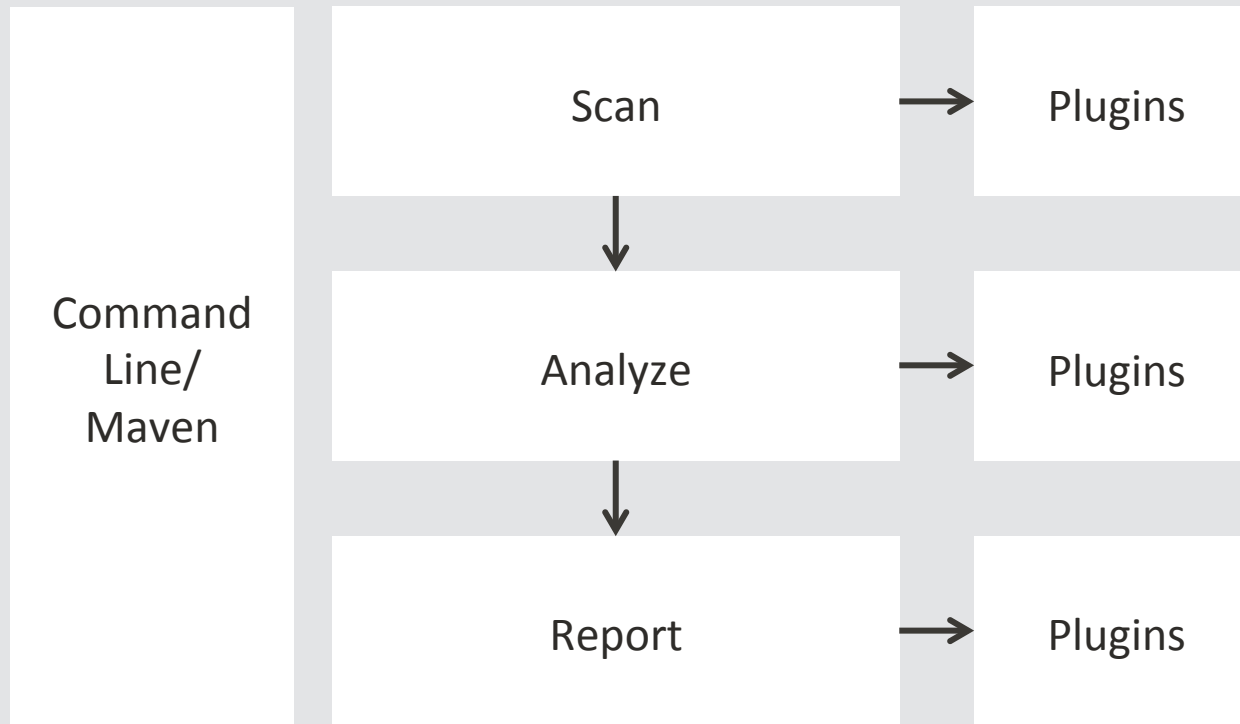 Command
Line/
Maven
Scan
Plugins
Analyze
Plugins
Report
Plugins